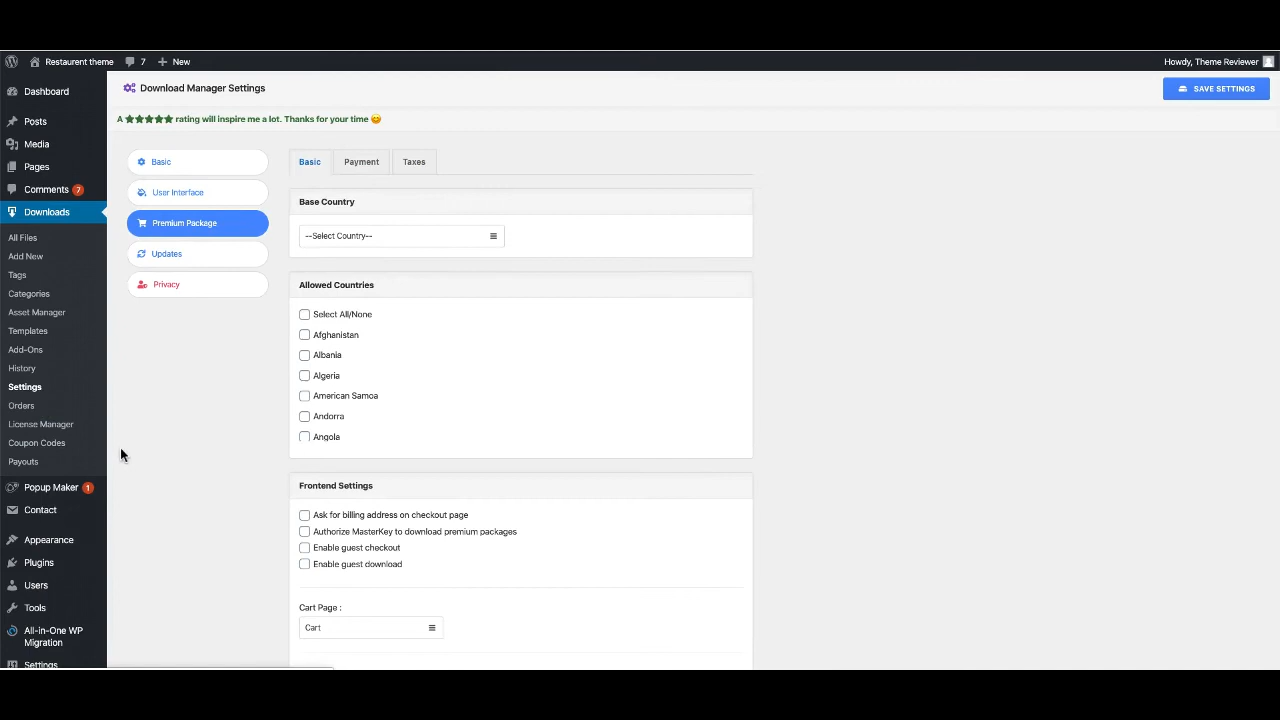 Restaurent theme
7
New
Howdy, Theme Reviewer
Dashboard
Posts
Media
Pages
Comments 7
Downloads
All Files
Add New
Tags
Categories
Asset Manager
Templates
Add-Ons
History
Settings
Orders
License Manager
Coupon Codes
Payouts
Popup Maker 1
Contact
Appearance
Plugins
Users
Tools
All-in-One WP
Migration
Settings
Download Manager Settings
SAVE SETTINGS
A ★★★★★ rating will inspire me a lot. Thanks for your time 😊
Basic
User Interface
Premium Package
Updates
Privacy
Basic
Payment
Taxes
Base Country
--Select Country--
Allowed Countries
Select All/None
Afghanistan
Albania
Algeria
American Samoa
Andorra
Angola
Frontend Settings
Ask for billing address on checkout page
Authorize MasterKey to download premium packages
Enable guest checkout
Enable guest download
Cart Page :
Cart